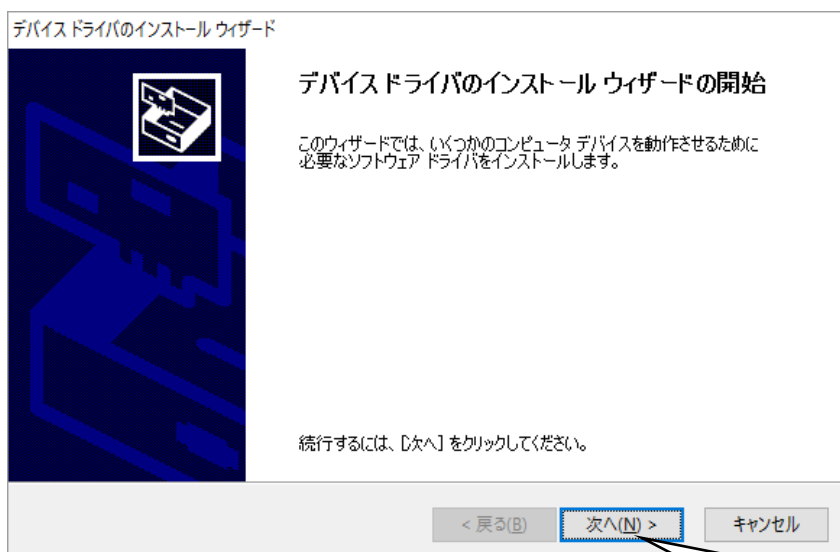 デバイス ドライバのインストール ウィザード
デバイス ドライバのインストール ウィザードの開始
このウィザードでは、いくつかのコンピュータ デバイスを動作させるために
必要なソフトウェア ドライバをインストールします。
続行するには、[次へ] をクリックしてください。
< 戻る(B) 次へ(N) > キャンセル